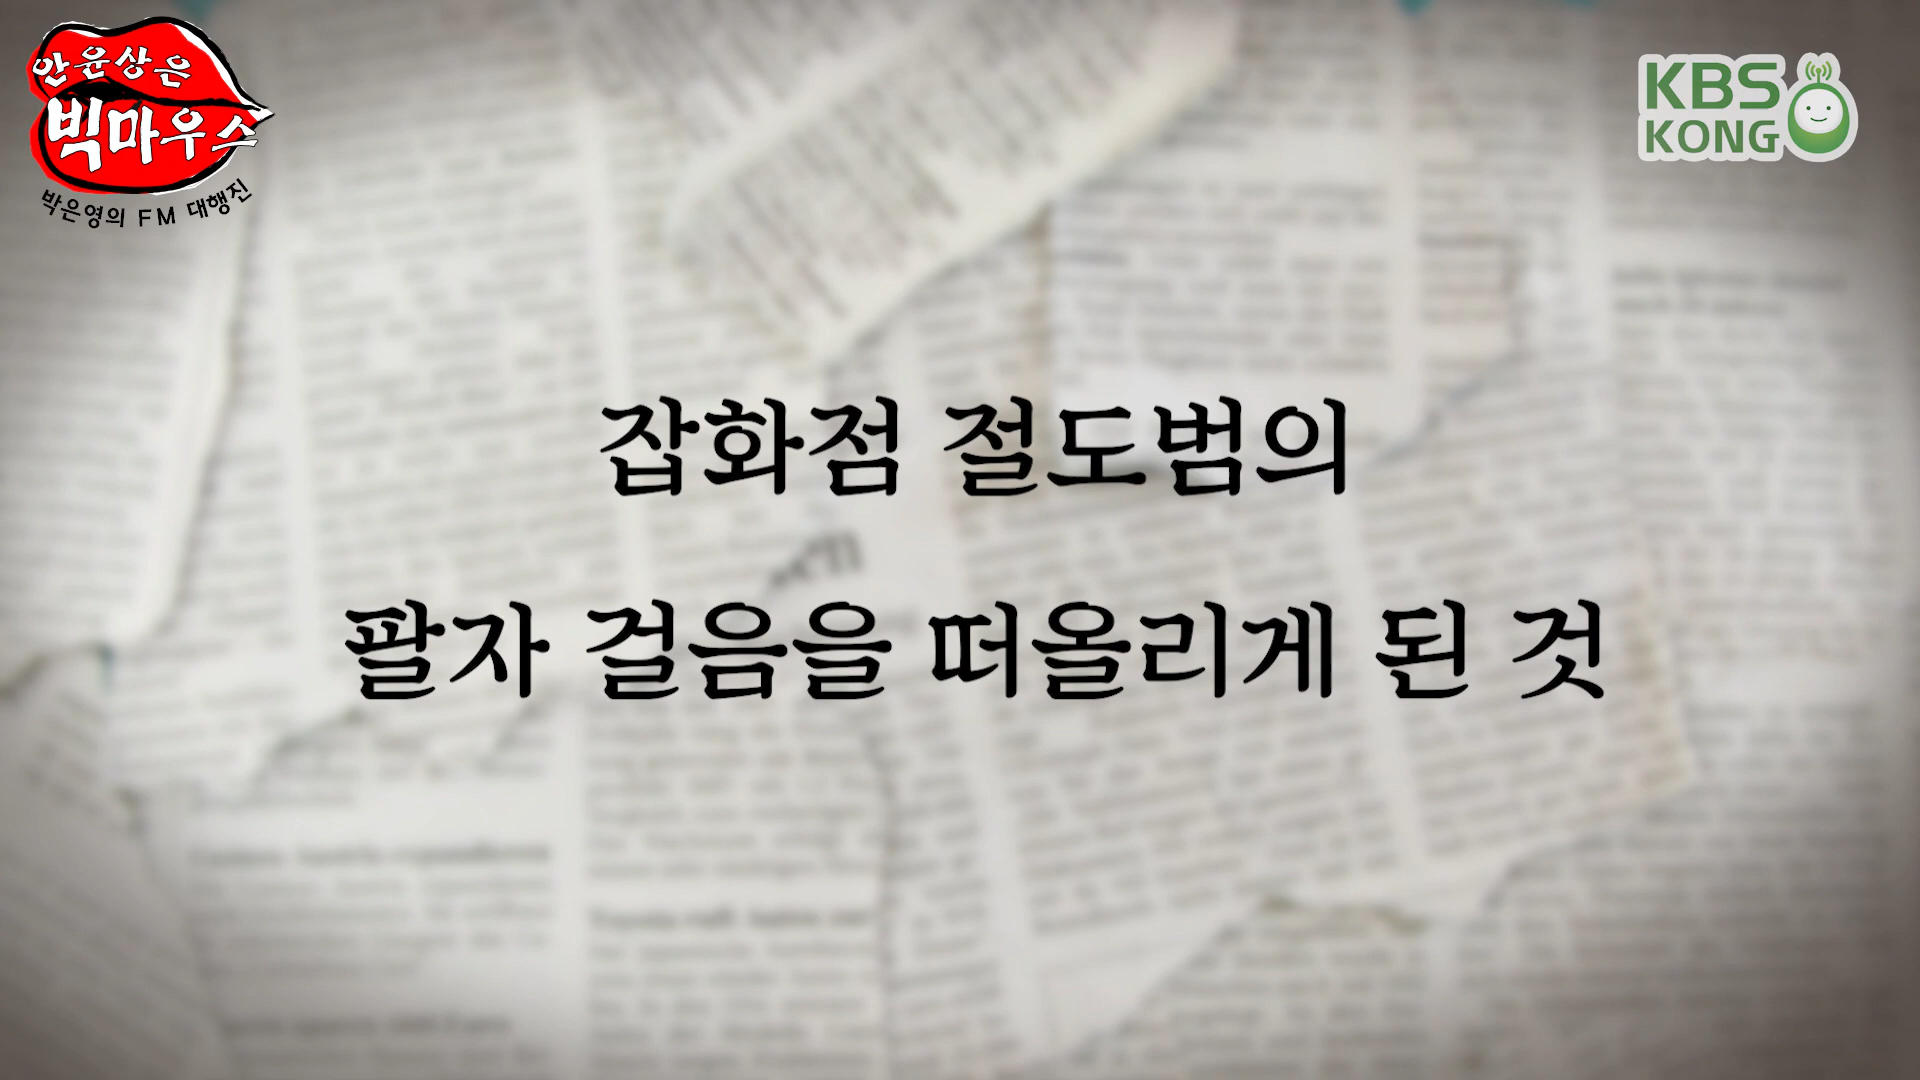 안윤상은
빅마우스
박은영의 FM 대행진
KBS
KONG
잡화점 절도범의
팔자 걸음을 떠올리게 된 것